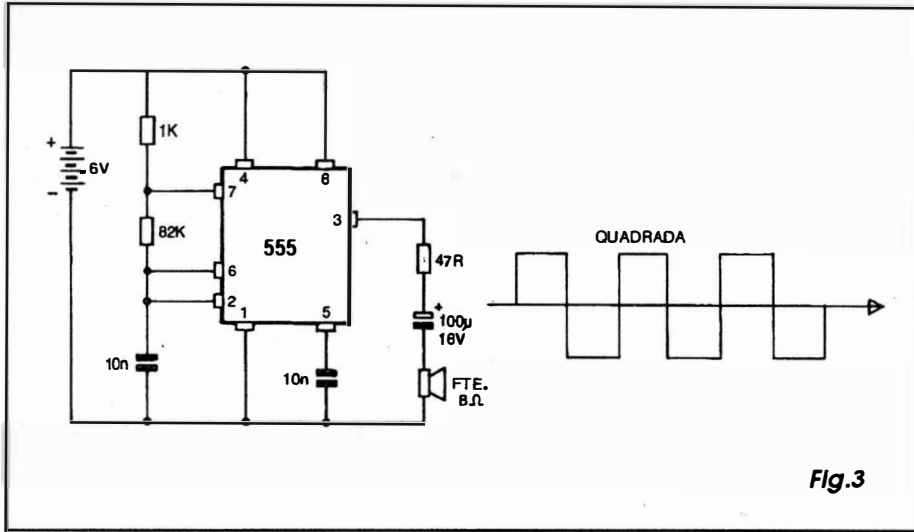 1K
+
-
6V
82K
7
6
2
4
8
3
555
1
5
10n
10n
47R
+
100µ
16V
FTE.
8Ω
QUADRADA
Fig.3